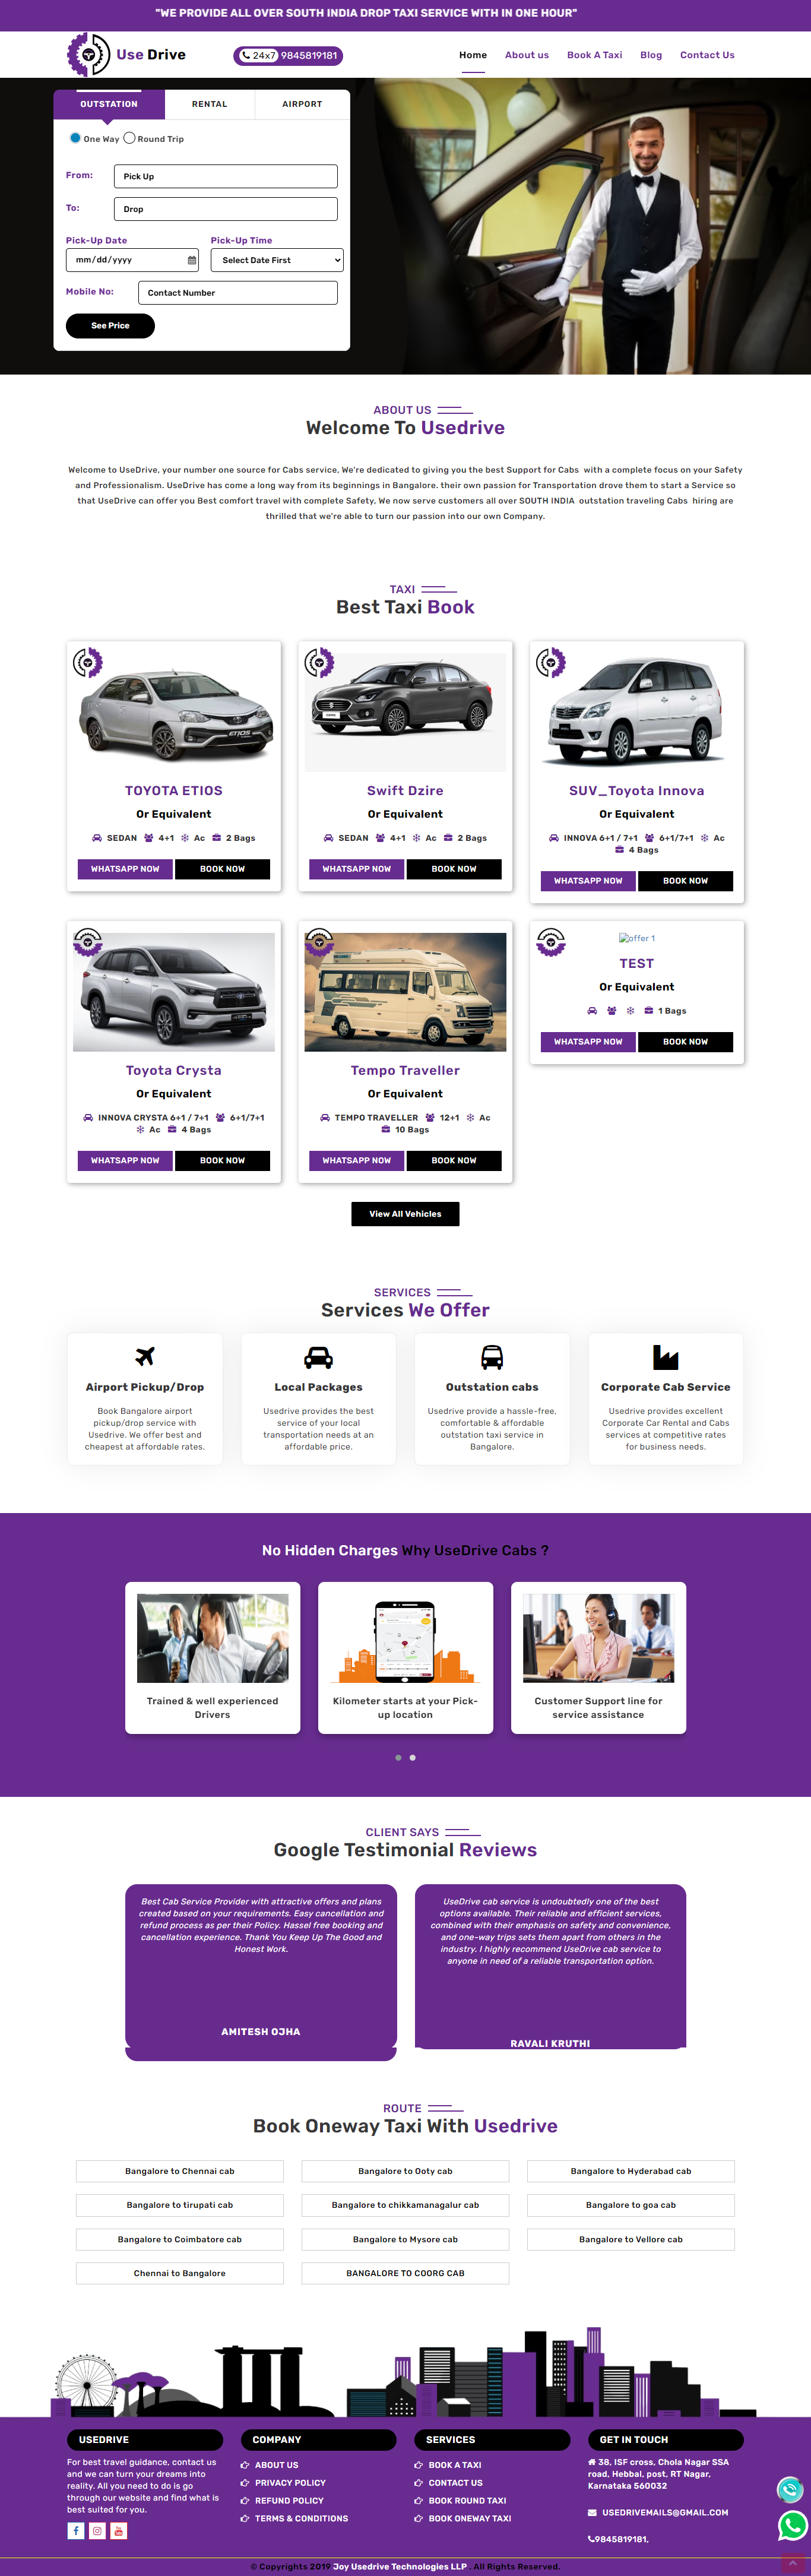 "WE PROVIDE ALL OVER SOUTH INDIA DROP TAXI SERVICE WITH IN ONE HOUR"
Use Drive
24x7 9845819181
Home About us Book A Taxi Blog Contact Us
OUTSTATION RENTAL AIRPORT
One Way Round Trip
From: Pick Up
To: Drop
Pick-Up Date Pick-Up Time
mm/dd/yyyy Select Date First
Mobile No: Contact Number
See Price
ABOUT US
Welcome To Usedrive
Welcome to UseDrive, your number one source for Cabs service, We're dedicated to giving you the best Support for Cabs with a complete focus on your Safety
and Professionalism. UseDrive has come a long way from its beginnings in Bangalore. their own passion for Transportation drove them to start a Service so
that UseDrive can offer you Best comfort travel with complete Safety, We now serve customers all over SOUTH INDIA outstation traveling Cabs hiring are
thrilled that we're able to turn our passion into our own Company.
TAXI
Best Taxi Book
ETIOS
TOYOTA ETIOS
Or Equivalent
SEDAN 4+1 Ac 2 Bags
WHATSAPP NOW BOOK NOW
Swift Dzire
Or Equivalent
SEDAN 4+1 Ac 2 Bags
WHATSAPP NOW BOOK NOW
SUV_Toyota Innova
Or Equivalent
INNOVA 6+1 / 7+1 6+1/7+1 Ac
4 Bags
WHATSAPP NOW BOOK NOW
Toyota Crysta
Or Equivalent
INNOVA CRYSTA 6+1 / 7+1 6+1/7+1
Ac 4 Bags
WHATSAPP NOW BOOK NOW
Tempo Traveller
Or Equivalent
TEMPO TRAVELLER 12+1 Ac
10 Bags
WHATSAPP NOW BOOK NOW
offer 1
TEST
Or Equivalent
1 Bags
WHATSAPP NOW BOOK NOW
View All Vehicles
SERVICES
Services We Offer
Airport Pickup/Drop
Book Bangalore airport
pickup/drop service with
Usedrive. We offer best and
cheapest at affordable rates.
Local Packages
Usedrive provides the best
service of your local
transportation needs at an
affordable price.
Outstation cabs
Usedrive provide a hassle-free,
comfortable & affordable
outstation taxi service in
Bangalore.
Corporate Cab Service
Usedrive provides excellent
Corporate Car Rental and Cabs
services at competitive rates
for business needs.
No Hidden Charges Why UseDrive Cabs ?
Trained & well experienced
Drivers
Kilometer starts at your Pick-
up location
Customer Support line for
service assistance
CLIENT SAYS
Google Testimonial Reviews
Best Cab Service Provider with attractive offers and plans
created based on your requirements. Easy cancellation and
refund process as per their Policy. Hassel free booking and
cancellation experience. Thank You Keep Up The Good and
Honest Work.
AMITESH OJHA
UseDrive cab service is undoubtedly one of the best
options available. Their reliable and efficient services,
combined with their emphasis on safety and convenience,
and one-way trips sets them apart from others in the
industry. I highly recommend UseDrive cab service to
anyone in need of a reliable transportation option.
RAVALI KRUTHI
ROUTE
Book Oneway Taxi With Usedrive
Bangalore to Chennai cab Bangalore to Ooty cab Bangalore to Hyderabad cab
Bangalore to tirupati cab Bangalore to chikkamanagalur cab Bangalore to goa cab
Bangalore to Coimbatore cab Bangalore to Mysore cab Bangalore to Vellore cab
Chennai to Bangalore BANGALORE TO COORG CAB
USEDRIVE
For best travel guidance, contact us
and we can turn your dreams into
reality. All you need to do is go
through our website and find what is
best suited for you.
COMPANY
ABOUT US
PRIVACY POLICY
REFUND POLICY
TERMS & CONDITIONS
SERVICES
BOOK A TAXI
CONTACT US
BOOK ROUND TAXI
BOOK ONEWAY TAXI
GET IN TOUCH
38, ISF cross, Chola Nagar SSA
road, Hebbal, post, RT Nagar,
Karnataka 560032
USEDRIVEMAILS@GMAIL.COM
9845819181,
© Copyrights 2019 Joy Usedrive Technologies LLP . All Rights Reserved.